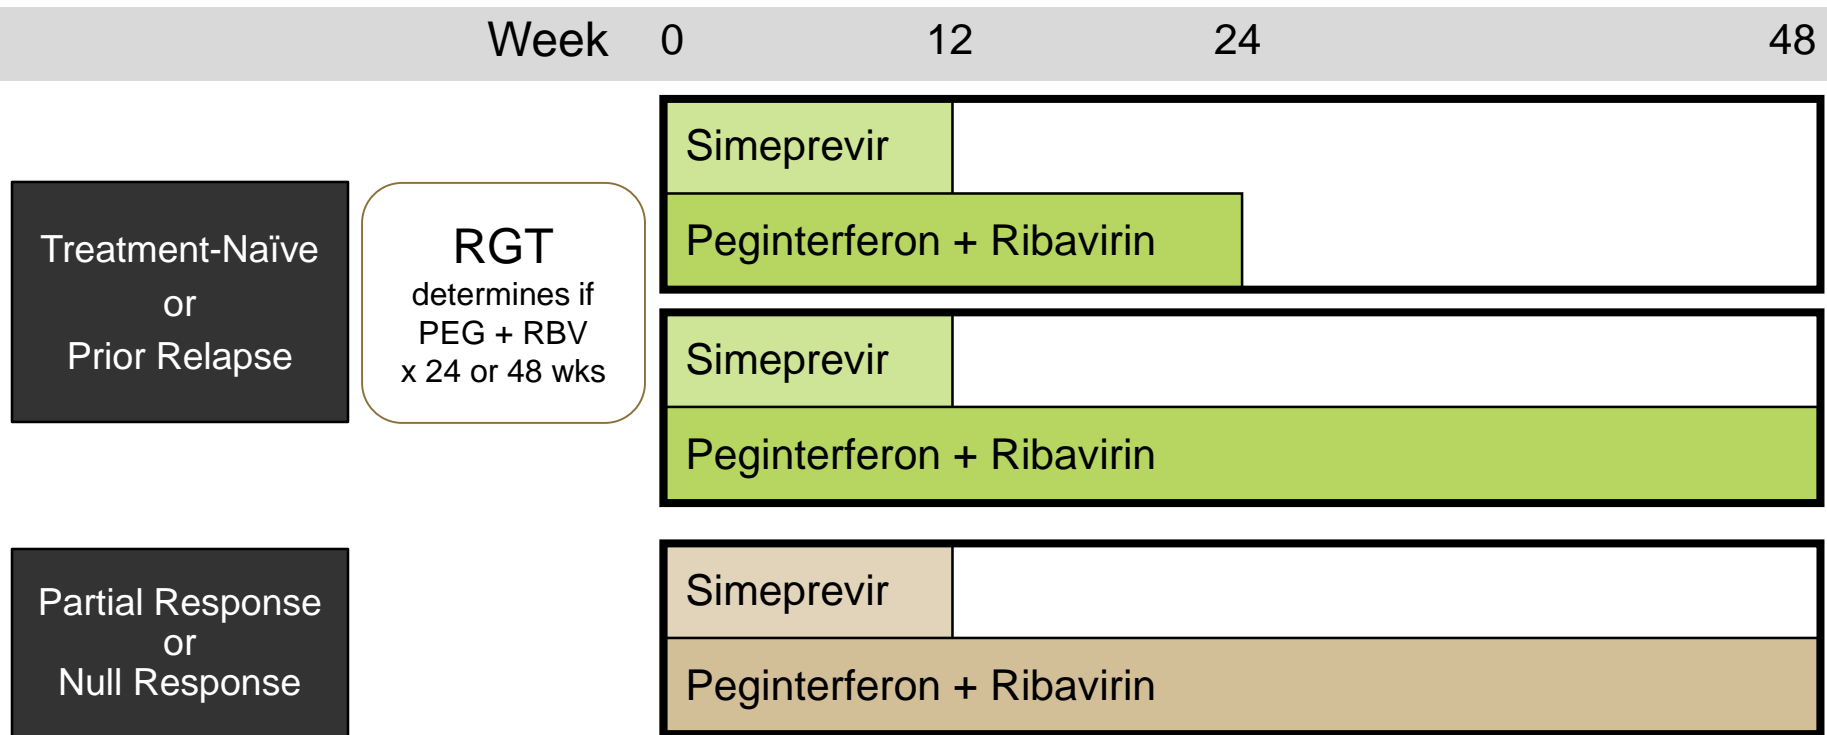 Week 0 12 24 48
Treatment-Naïve
or
Prior Relapse
RGT
determines if
PEG + RBV
x 24 or 48 wks
Simeprevir
Peginterferon + Ribavirin
Simeprevir
Peginterferon + Ribavirin
Partial Response
or
Null Response
Simeprevir
Peginterferon + Ribavirin